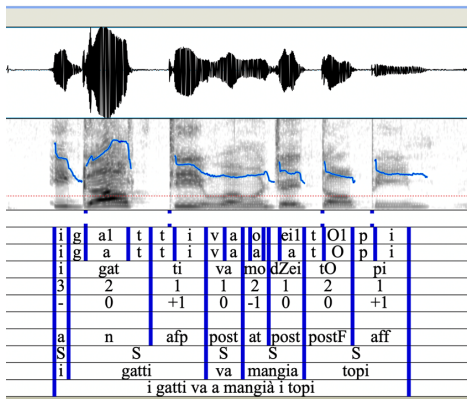 i g a1 t t i v a o ei1 t O1 p i
i g a t t i v a a a t O p i
i gat ti va mo dZei tO pi
3 2 1 1 2 1 2 1
- 0 +1 0 -1 0 0 +1
a n afp post at post postF aff
S S S S S
i gatti va mangia topi
i gatti va a mangià i topi